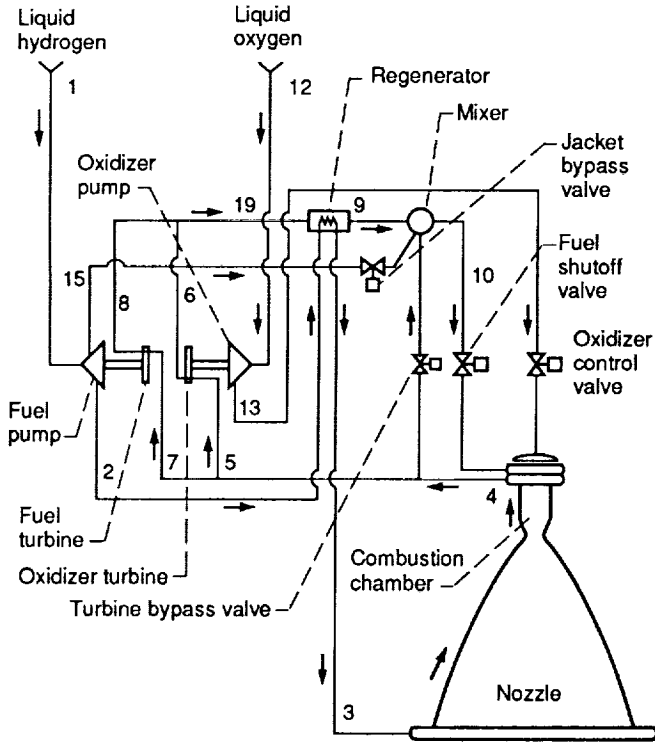 Liquid
hydrogen
Liquid
oxygen
1
12
Regenerator
Mixer
Jacket
bypass
valve
Oxidizer
pump
19
9
Fuel
shutoff
valve
15
8
6
10
Oxidizer
control
valve
13
Fuel
pump
2
7
5
4
Fuel
turbine
Oxidizer turbine
Turbine bypass valve
Combustion
chamber
3
Nozzle